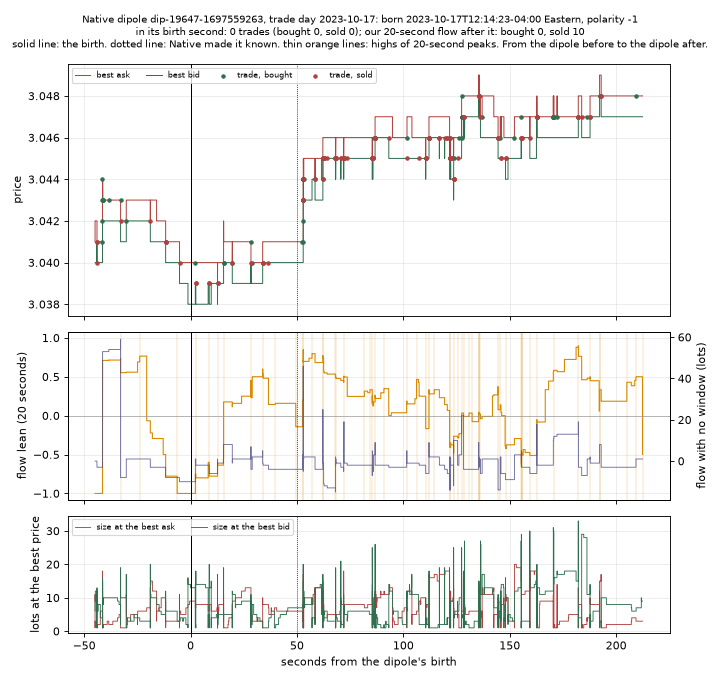 Native dipole dip-19647-1697559263, trade day 2023-10-17: born 2023-10-17T12:14:23-04:00 Eastern, polarity -1
in its birth second: 0 trades (bought 0, sold 0); our 20-second flow after it: bought 0, sold 10
solid line: the birth. dotted line: Native made it known. thin orange lines: highs of 20-second peaks. From the dipole before to the dipole after.
best ask
best bid
trade, bought
trade, sold
3.048
3.046
3.044
3.042
3.040
3.038
price
1.0
0.5
0.0
−0.5
−1.0
flow lean (20 seconds)
60
40
20
0
flow with no window (lots)
size at the best ask
size at the best bid
30
20
10
0
lots at the best price
−50
0
50
100
150
200
seconds from the dipole's birth